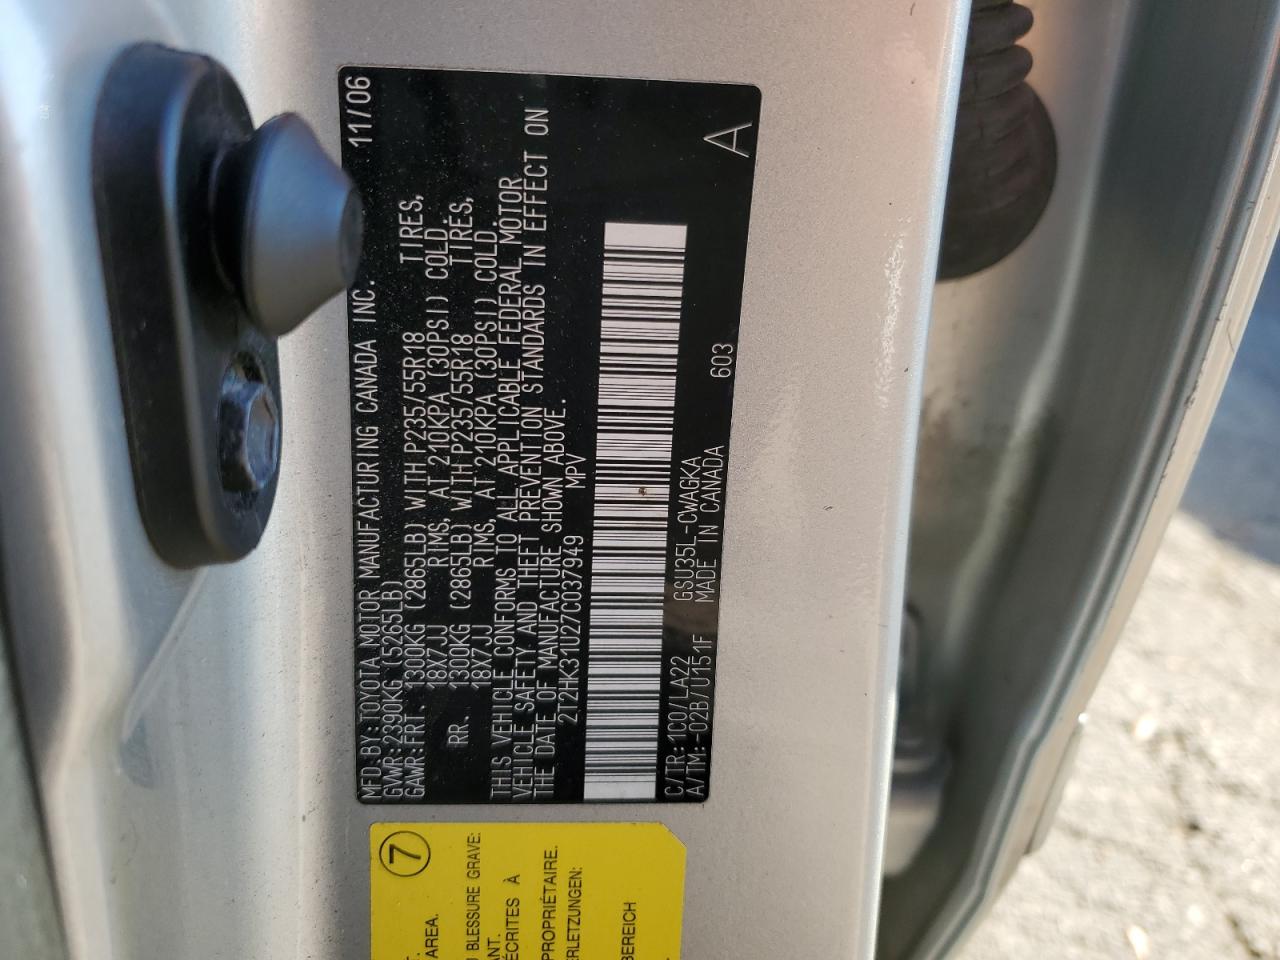 MFD.BY:TOYOTA MOTOR MANUFACTURING CANADA INC. 11/06
GVWR:2390KG(5265LB)
GAWR:FRT. 1300KG (2865LB) WITH P235/55R18 TIRES,
18X7JJ RIMS, AT 210KPA (30PSI) COLD.
RR. 1300KG (2865LB) WITH P235/55R18 TIRES,
18X7JJ RIMS, AT 210KPA (30PSI) COLD.
THIS VEHICLE CONFORMS TO ALL APPLICABLE FEDERAL MOTOR
VEHICLE SAFETY, AND THEFT PREVENTION STANDARDS IN EFFECT ON
THE DATE OF MANUFACTURE SHOWN ABOVE.
2T2HK31U27C037949 MPV
C/TR:1C0/LA22 GSU35L-CWAGKA 603 A
A/TM:-02B/U151F MADE IN CANADA
7
AREA.
BLESSURE GRAVE:
ÉCRITES À
PROPRIÉTAIRE.
BEREICH